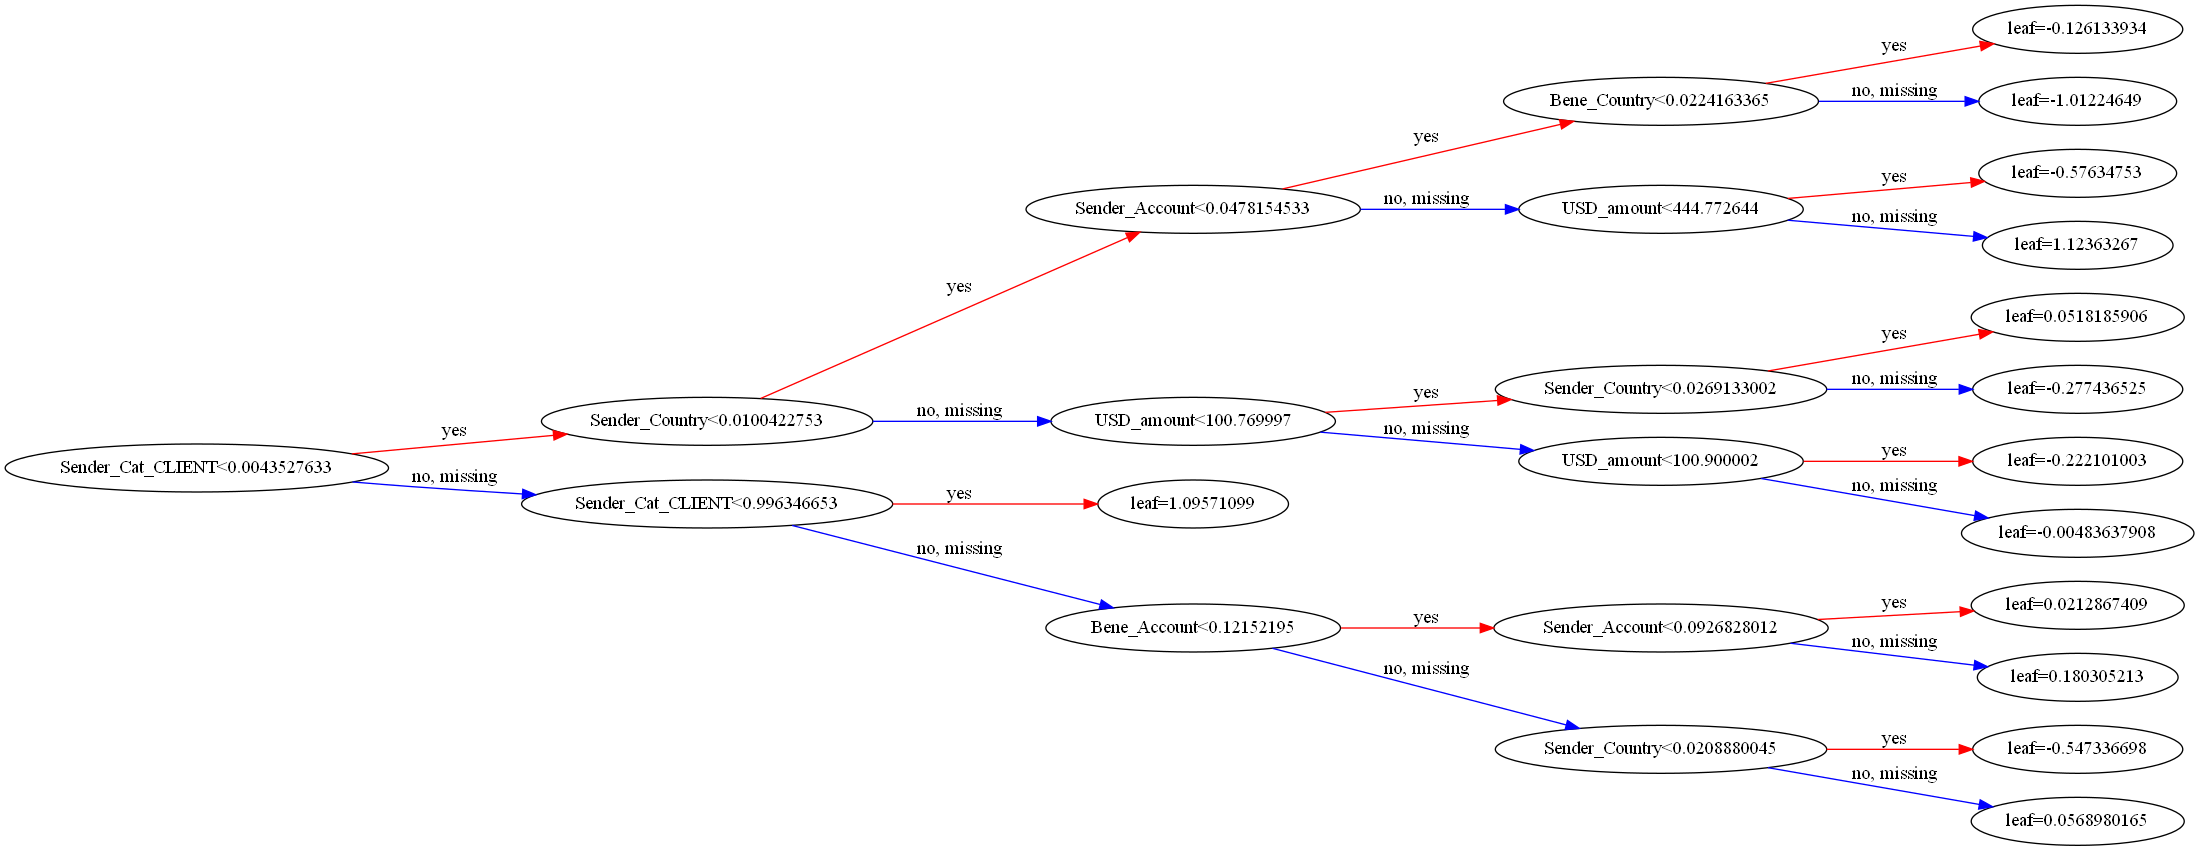 leaf=-0.126133934
yes
Bene_Country<0.0224163365
no, missing
leaf=-1.01224649
yes
leaf=-0.57634753
yes
Sender_Account<0.0478154533
no, missing
USD_amount<444.772644
no, missing
leaf=1.12363267
yes
leaf=0.0518185906
yes
Sender_Country<0.0269133002
no, missing
leaf=-0.277436525
yes
Sender_Country<0.0100422753
no, missing
USD_amount<100.769997
no, missing
USD_amount<100.900002
yes
leaf=-0.222101003
yes
Sender_Cat_CLIENT<0.0043527633
no, missing
leaf=-0.00483637908
no, missing
Sender_Cat_CLIENT<0.996346653
yes
leaf=1.09571099
no, missing
leaf=0.0212867409
yes
Bene_Account<0.12152195
yes
Sender_Account<0.0926828012
no, missing
leaf=0.180305213
no, missing
Sender_Country<0.0208880045
yes
leaf=-0.547336698
no, missing
leaf=0.0568980165